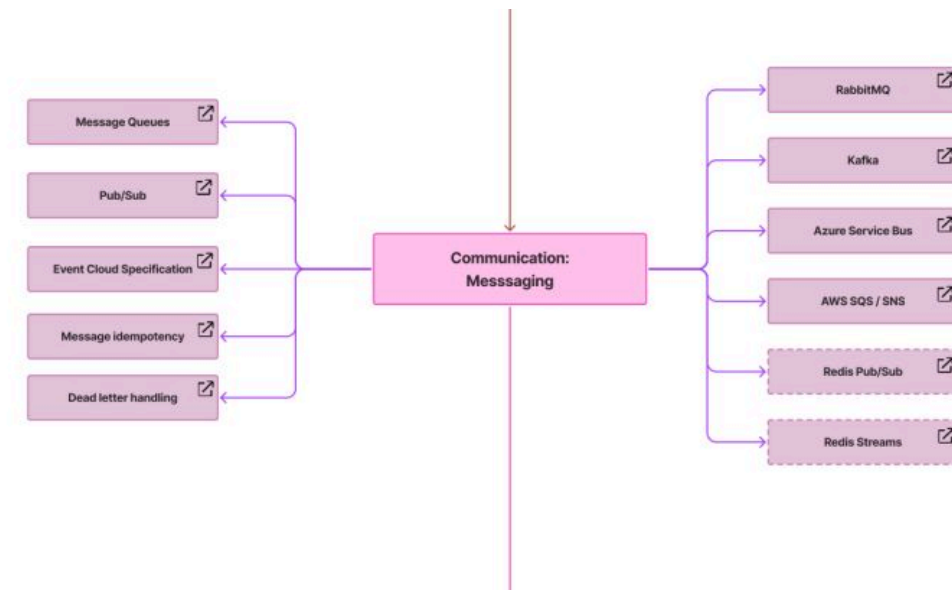 Message Queues
Pub/Sub
Event Cloud Specification
Message idempotency
Dead letter handling
Communication:
Messsaging
RabbitMQ
Kafka
Azure Service Bus
AWS SQS / SNS
Redis Pub/Sub
Redis Streams